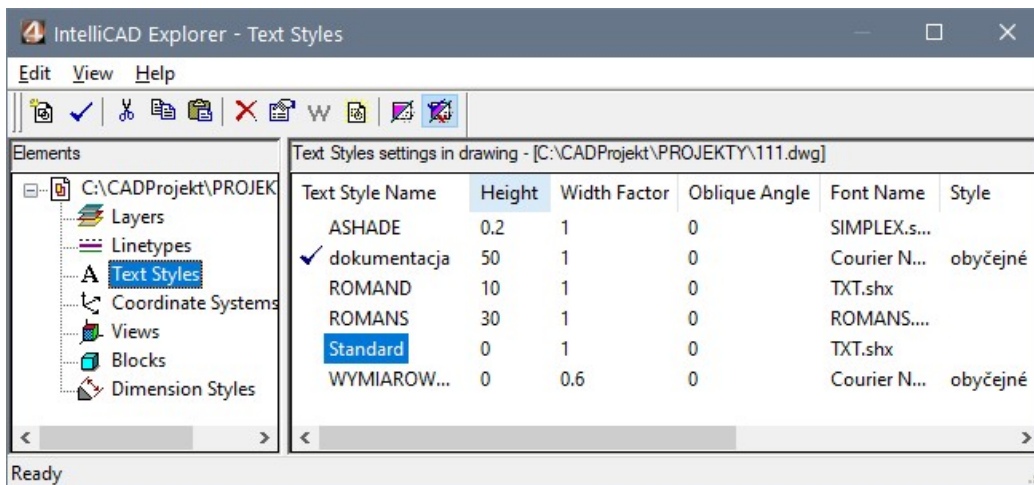 IntelliCAD Explorer - Text Styles
Edit View Help
Elements
C:\CADProjekt\PROJEK
Layers
Linetypes
A Text Styles
Coordinate Systems
Views
Blocks
Dimension Styles
Text Styles settings in drawing - [C:\CADProjekt\PROJEKTY\111.dwg]
Text Style Name Height Width Factor Oblique Angle Font Name Style
ASHADE 0.2 1 0 SIMPLEX.s...
dokumentacja 50 1 0 Courier N... obyčejné
ROMAND 10 1 0 TXT.shx
ROMANS 30 1 0 ROMANS....
Standard 0 1 0 TXT.shx
WYMIAROW... 0 0.6 0 Courier N... obyčejné
Ready